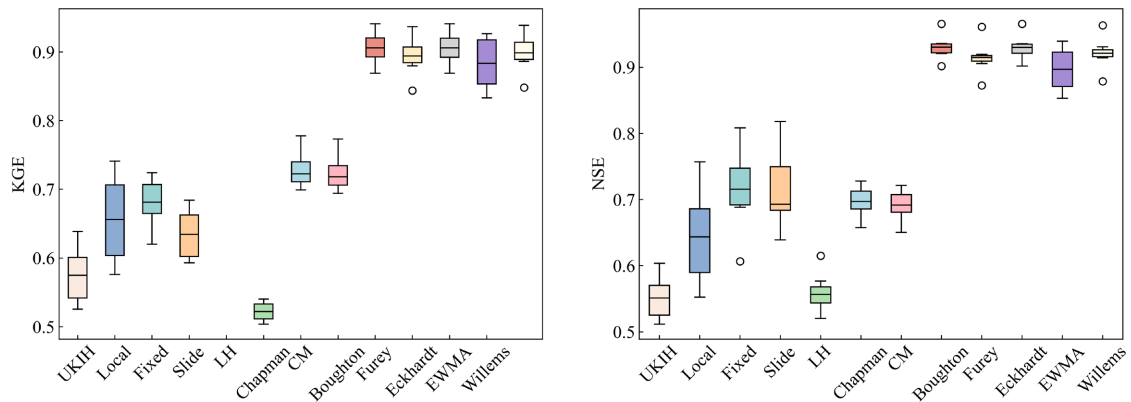 KGE
0.9
0.8
0.7
0.6
0.5
UKIH
Local
Fixed
Slide
LH
Chapman
CM
Boughton
Furey
Eckhardt
EWMA
Willems
NSE
0.9
0.8
0.7
0.6
0.5
UKIH
Local
Fixed
Slide
LH
Chapman
CM
Boughton
Furey
Eckhardt
EWMA
Willems